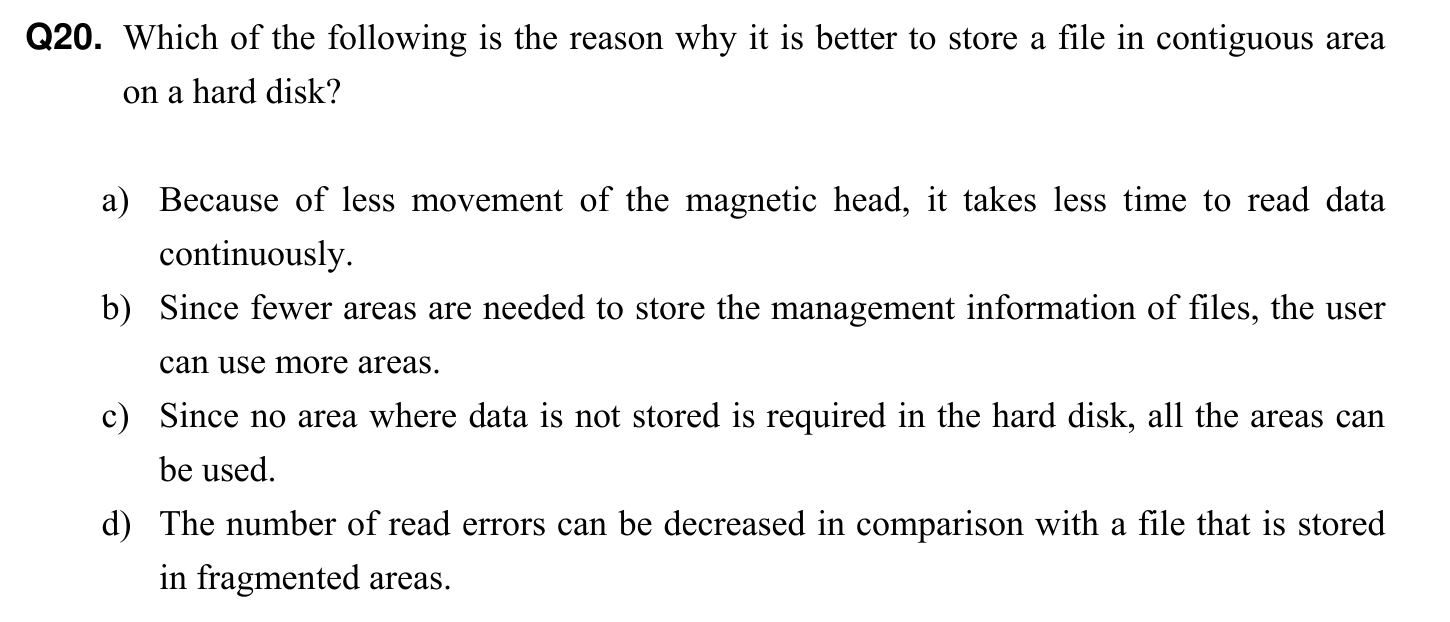 Q20. Which of the following is the reason why it is better to store a file in contiguous area
on a hard disk?
a) Because of less movement of the magnetic head, it takes less time to read data
continuously.
b) Since fewer areas are needed to store the management information of files, the user
can use more areas.
c) Since no area where data is not stored is required in the hard disk, all the areas can
be used.
d) The number of read errors can be decreased in comparison with a file that is stored
in fragmented areas.